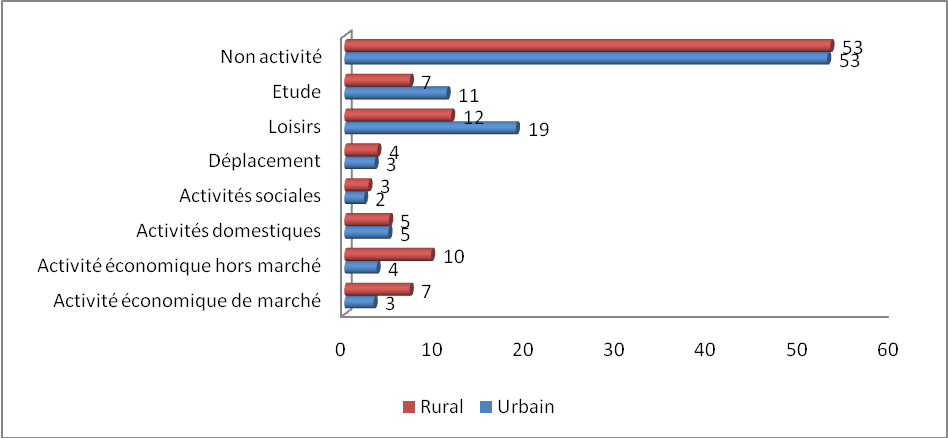 Non activité 53
53
Etude 7
11
Loisirs 12
19
Déplacement 4
3
Activités sociales 3
2
Activités domestiques 5
5
Activité économique hors marché 10
4
Activité économique de marché 7
3
0 10 20 30 40 50 60
Rural Urbain